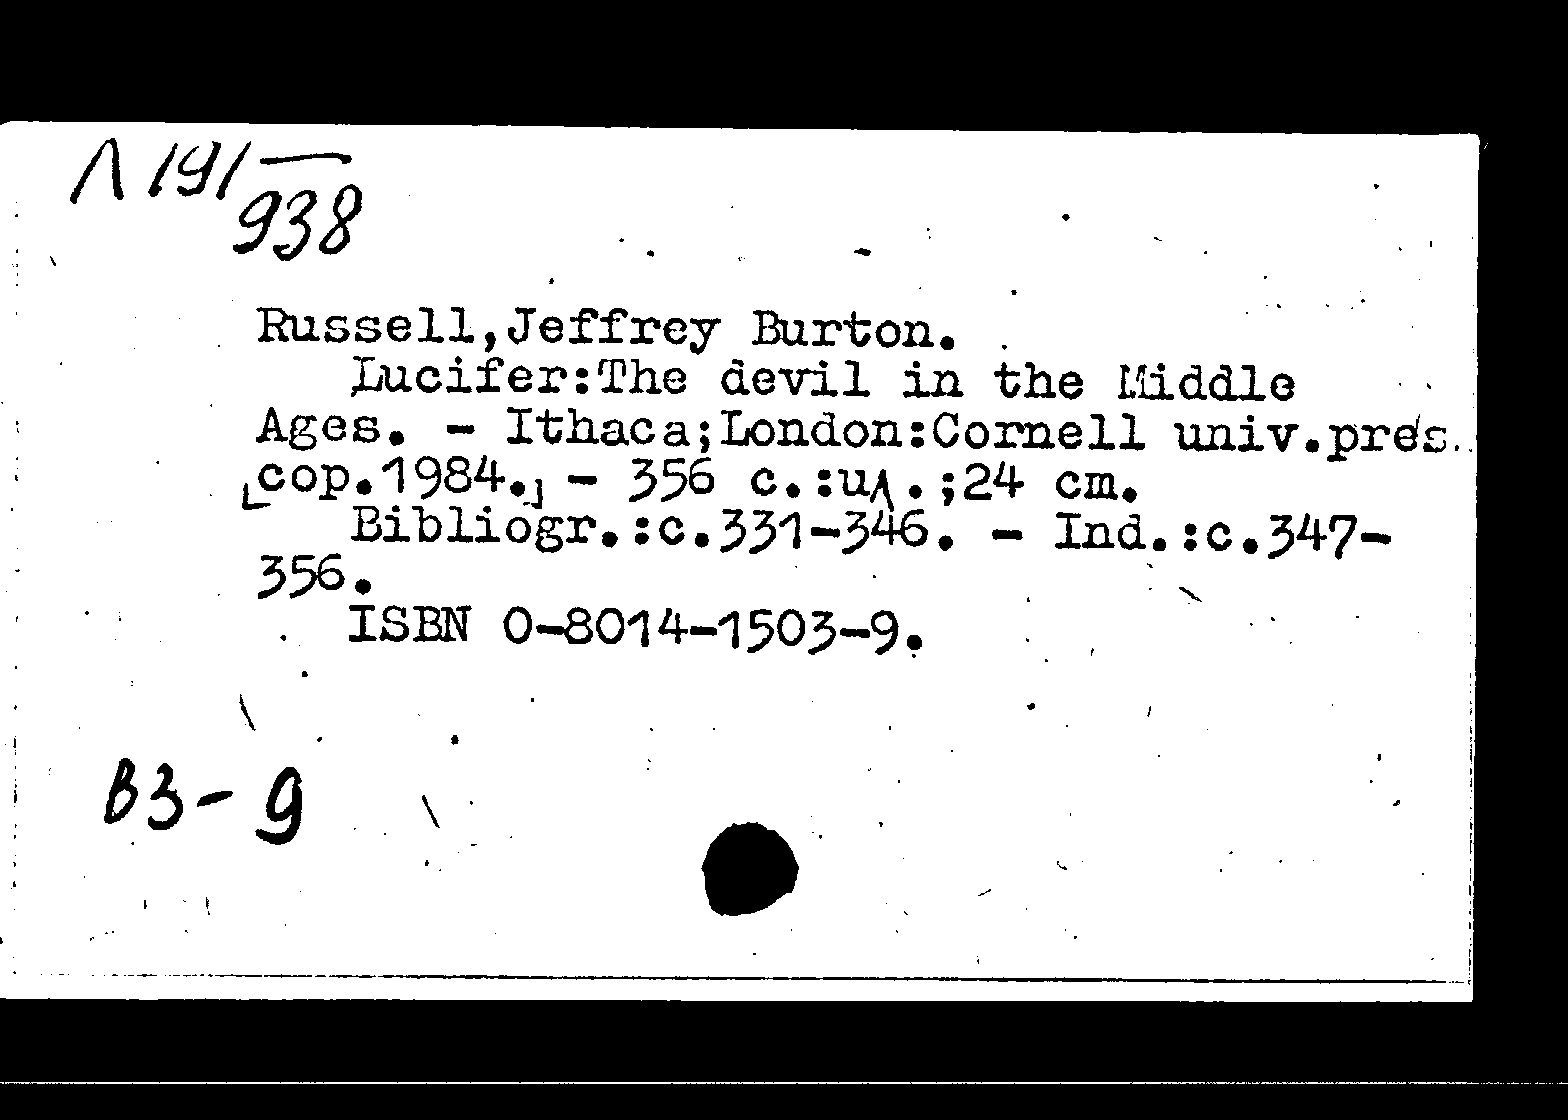 Л 191/
938
Russell,Jeffrey Burton.
Lucifer:The devil in the Middle
Ages. - Ithaca;London:Cornell univ.pres.
[cop.1984.] - 356 c.:ил.;24 cm.
Bibliogr.:c.331-346. - Ind.:c.347-
356.
ISBN 0-8014-1503-9.
B3- 9